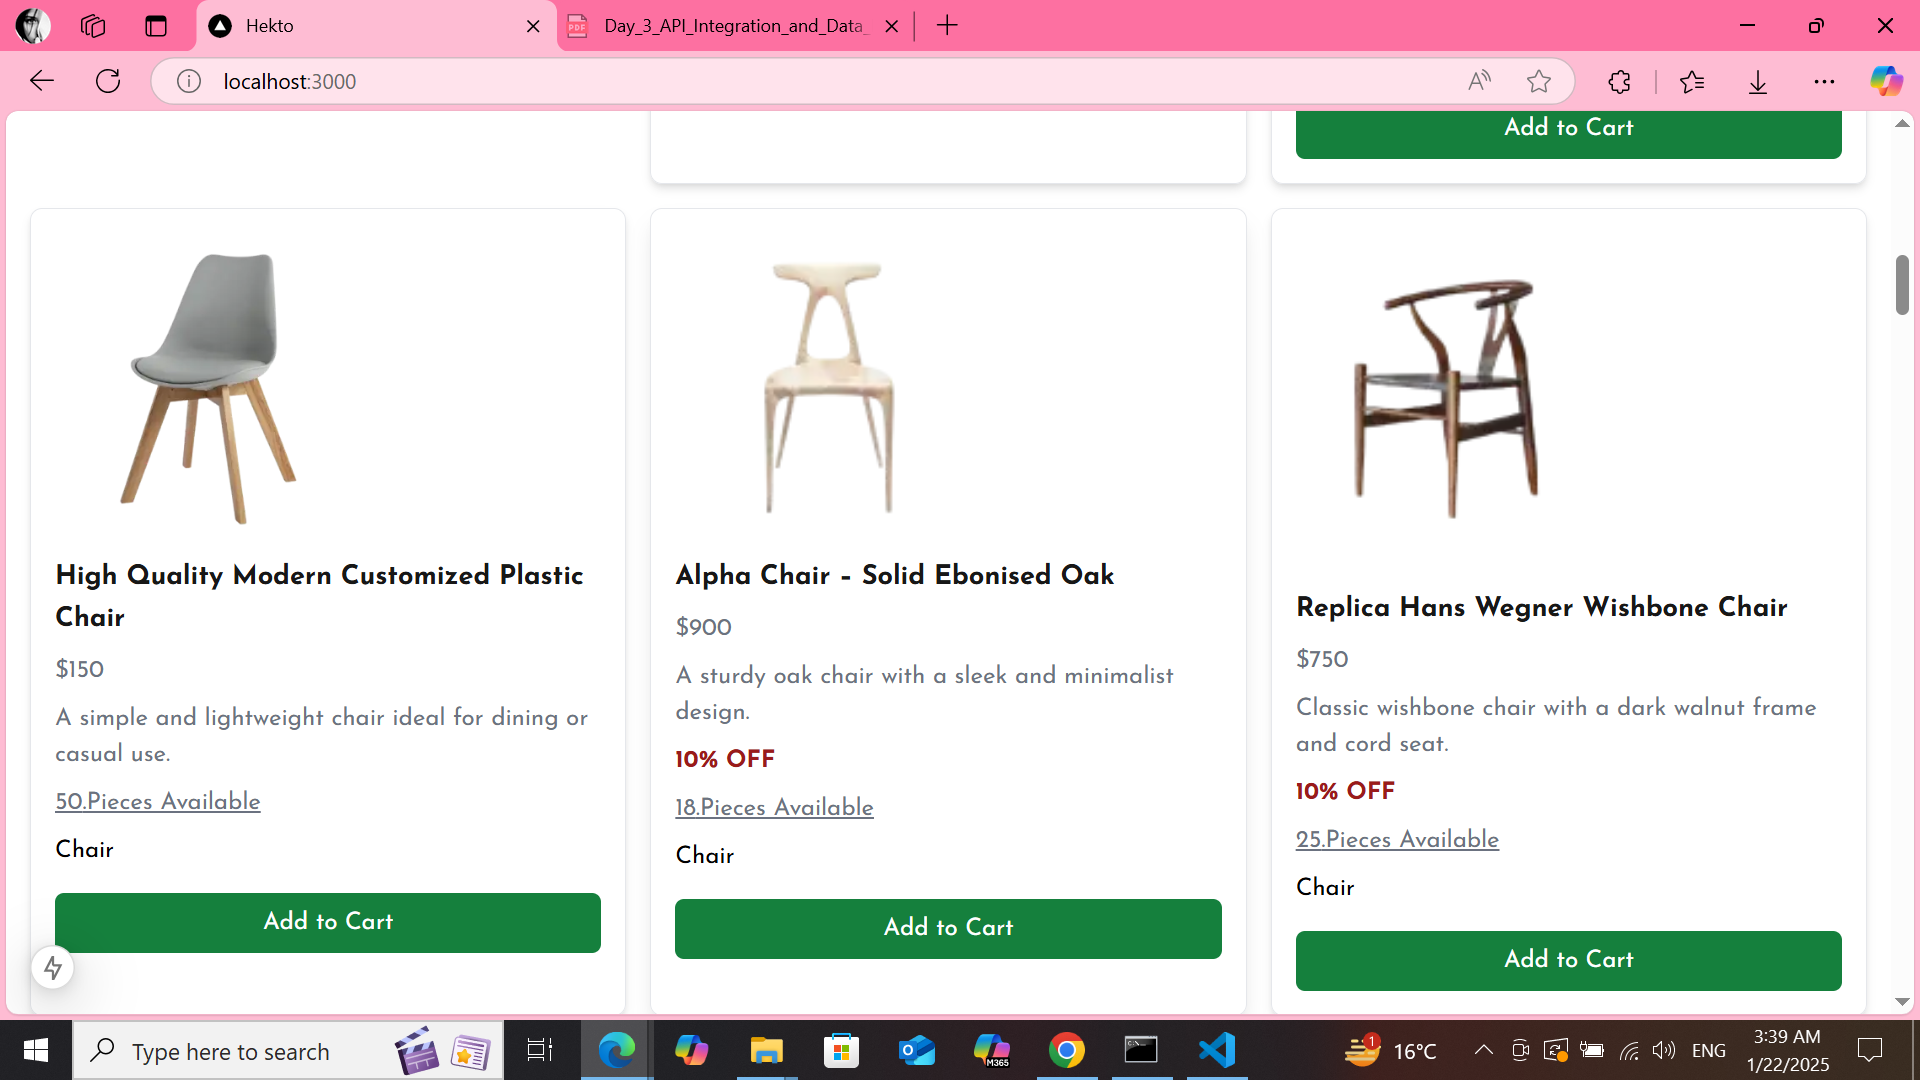 Hekto
Day_3_API_Integration_and_Data_
localhost:3000
Add to Cart
High Quality Modern Customized Plastic
Chair
$150
A simple and lightweight chair ideal for dining or
casual use.
50.Pieces Available
Chair
Add to Cart
Alpha Chair – Solid Ebonised Oak
$900
A sturdy oak chair with a sleek and minimalist
design.
10% OFF
18.Pieces Available
Chair
Add to Cart
Replica Hans Wegner Wishbone Chair
$750
Classic wishbone chair with a dark walnut frame
and cord seat.
10% OFF
25.Pieces Available
Chair
Add to Cart
Type here to search
M365
1
16°C
ENG
3:39 AM
1/22/2025